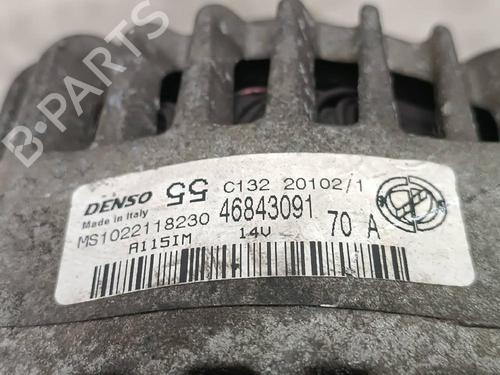 B-PARTS
DENSO 55 C132 20102/1
Made in Italy
MS1022118230 46843091 70 A
A115IM 14V